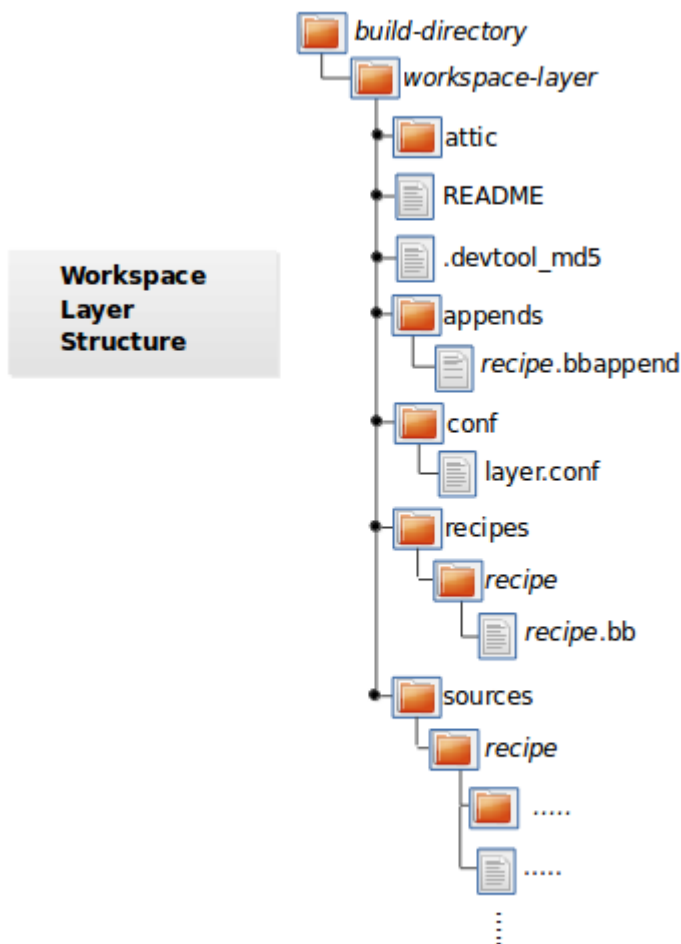 build-directory
workspace-layer
attic
README
.devtool_md5
Workspace
Layer
Structure
appends
recipe.bbappend
conf
layer.conf
recipes
recipe
recipe.bb
sources
recipe
.....
.....